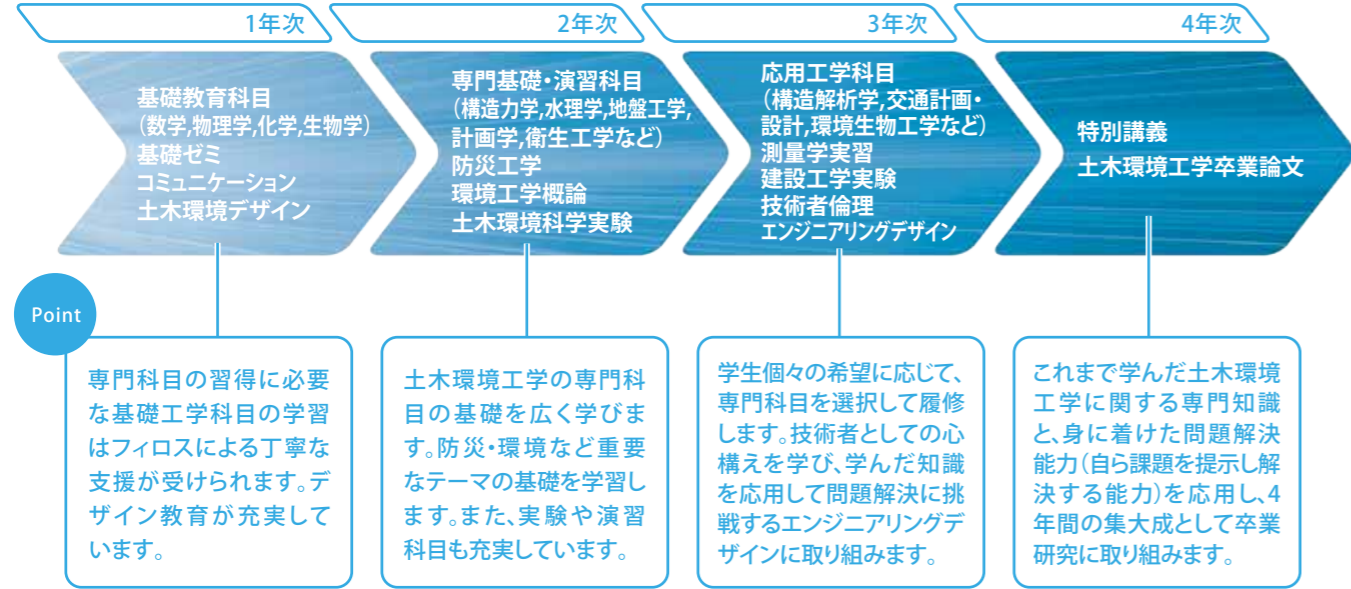 1年次
2年次
3年次
4年次
基礎教育科目
(数学,物理学,化学,生物学)
基礎ゼミ
コミュニケーション
土木環境デザイン
専門基礎・演習科目
(構造力学,水理学,地盤工学,
計画学,衛生工学など)
防災工学
環境工学概論
土木環境科学実験
応用工学科目
(構造解析学,交通計画・
設計,環境生物工学など)
測量学実習
建設工学実験
技術者倫理
エンジニアリングデザイン
特別講義
土木環境工学卒業論文
Point
専門科目の習得に必要
な基礎工学科目の学習
はフィロスによる丁寧な
支援が受けられます。デ
ザイン教育が充実して
います。
土木環境工学の専門科
目の基礎を広く学びま
す。防災・環境など重要
なテーマの基礎を学習し
ます。また、実験や演習
科目も充実しています。
学生個々の希望に応じて、
専門科目を選択して履修
します。技術者としての心
構えを学び、学んだ知識
を応用して問題解決に挑
戦するエンジニアリングデ
ザインに取り組みます。
これまで学んだ土木環境
工学に関する専門知識
と、身に着けた問題解決
能力(自ら課題を提示し解
決する能力)を応用し、4
年間の集大成として卒業
研究に取り組みます。